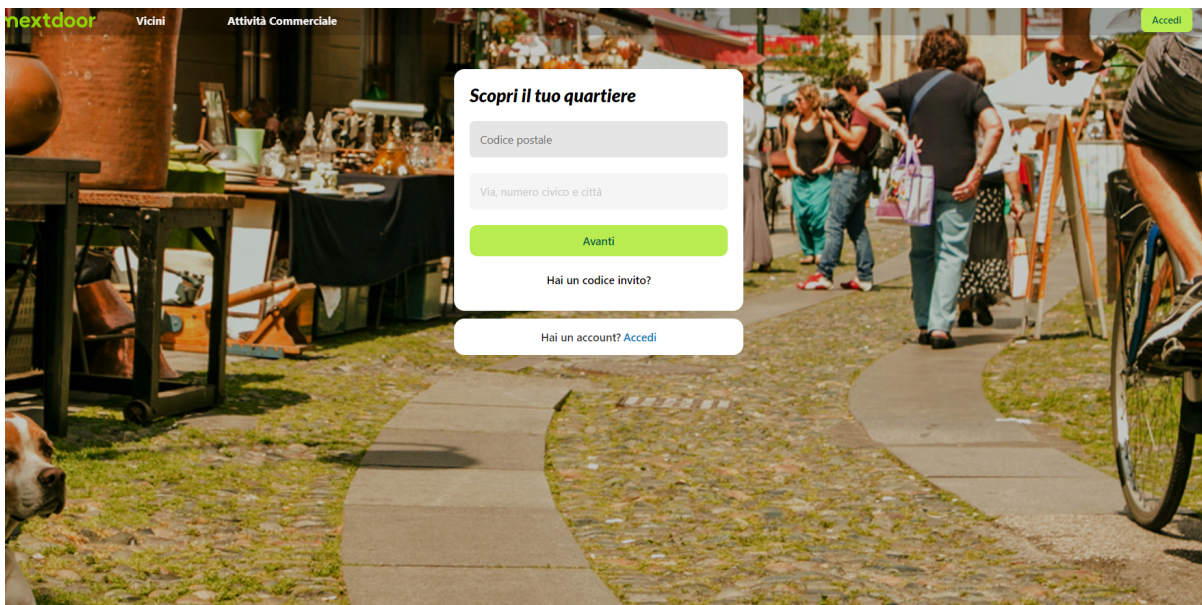 nextdoor
Vicini
Attività Commerciale
Accedi
Scopri il tuo quartiere
Codice postale
Via, numero civico e città
Avanti
Hai un codice invito?
Hai un account? Accedi